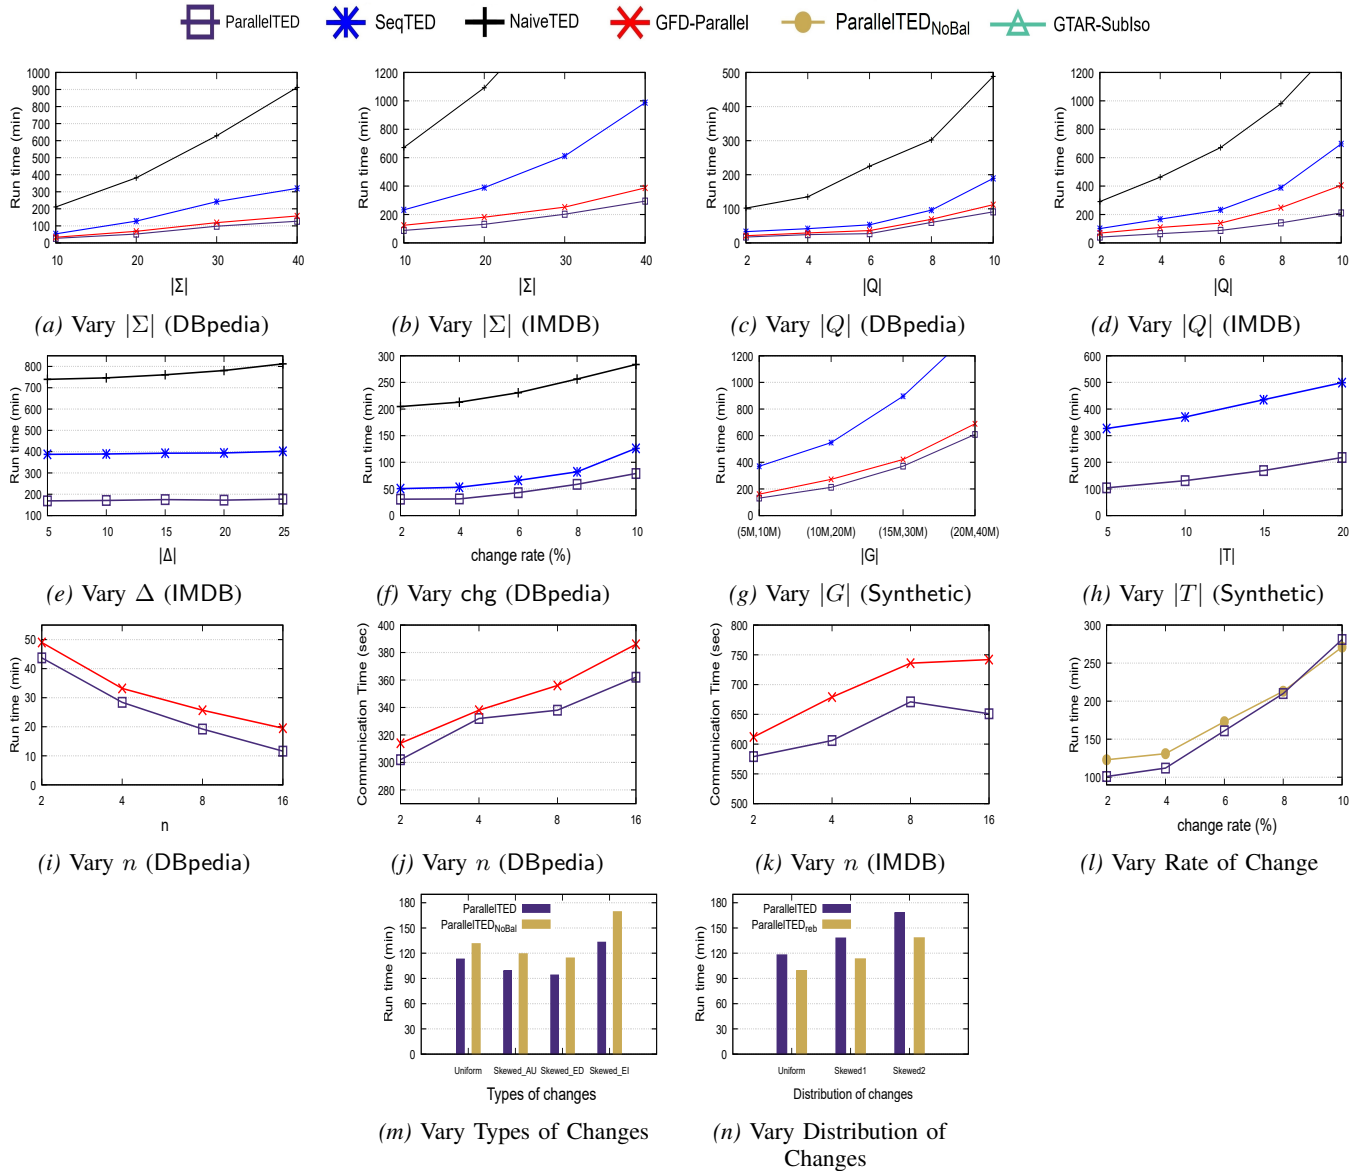 ParallelTED SeqTED NaiveTED GFD-Parallel ParallelTED_NoBal GTAR-SubIso
Run time (min)
1000
900
800
700
600
500
400
300
200
100
0
10 20 30 40
|Σ|
(a) Vary |Σ| (DBpedia)
Run time (min)
1200
1000
800
600
400
200
0
10 20 30 40
|Σ|
(b) Vary |Σ| (IMDB)
Run time (min)
500
400
300
200
100
0
2 4 6 8 10
|Q|
(c) Vary |Q| (DBpedia)
Run time (min)
1200
1000
800
600
400
200
0
2 4 6 8 10
|Q|
(d) Vary |Q| (IMDB)
Run time (min)
800
700
600
500
400
300
200
100
5 10 15 20 25
|Δ|
(e) Vary Δ (IMDB)
Run time (min)
300
250
200
150
100
50
0
2 4 6 8 10
change rate (%)
(f) Vary chg (DBpedia)
Run time (min)
1200
1000
800
600
400
200
0
(5M,10M) (10M,20M) (15M,30M) (20M,40M)
|G|
(g) Vary |G| (Synthetic)
Run time (min)
600
500
400
300
200
100
0
5 10 15 20
|T|
(h) Vary |T| (Synthetic)
Run time (min)
50
40
30
20
10
0
2 4 8 16
n
(i) Vary n (DBpedia)
Communication Time (sec)
400
380
360
340
320
300
280
2 4 8 16
(j) Vary n (DBpedia)
Communication Time (sec)
800
750
700
650
600
550
500
2 4 8 16
(k) Vary n (IMDB)
Run time (min)
300
250
200
150
100
2 4 6 8 10
change rate (%)
(l) Vary Rate of Change
Run time (min)
180
150
120
90
60
30
0
ParallelTED
ParallelTED_NoBal
Uniform Skewed_AU Skewed_ED Skewed_EI
Types of changes
(m) Vary Types of Changes
Run time (min)
180
150
120
90
60
30
0
ParallelTED
ParallelTED_reb
Uniform Skewed1 Skewed2
Distribution of changes
(n) Vary Distribution of
Changes